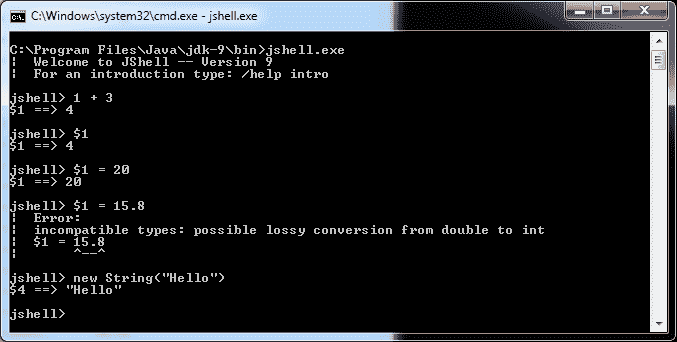 C:\Windows\system32\cmd.exe - jshell.exe
C:\Program Files\Java\jdk-9\bin>jshell.exe
|  Welcome to JShell -- Version 9
|  For an introduction type: /help intro
jshell> 1 + 3
$1 ==> 4
jshell> $1
$1 ==> 4
jshell> $1 = 20
$1 ==> 20
jshell> $1 = 15.8
|  Error:
|  incompatible types: possible lossy conversion from double to int
|  $1 = 15.8
|       ^--^
jshell> new String("Hello")
$4 ==> "Hello"
jshell>